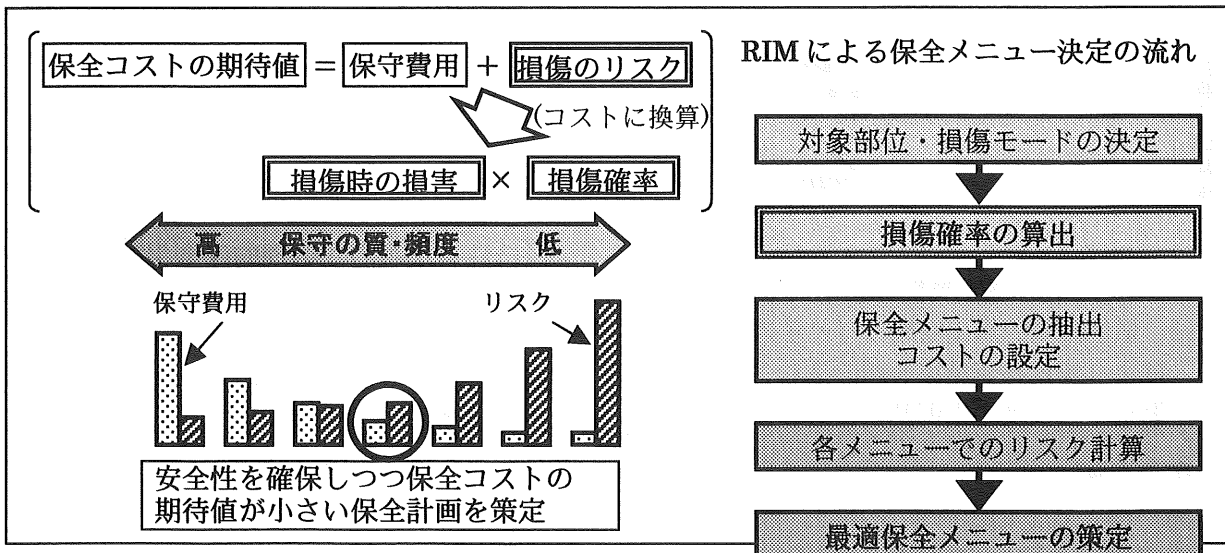 保全コストの期待値 = 保守費用 + 損傷のリスク
(コストに換算)
損傷時の損害 × 損傷確率
高 保守の質・頻度 低
保守費用
リスク
安全性を確保しつつ保全コストの
期待値が小さい保全計画を策定
RIMによる保全メニュー決定の流れ
対象部位・損傷モードの決定
損傷確率の算出
保全メニューの抽出
コストの設定
各メニューでのリスク計算
最適保全メニューの策定